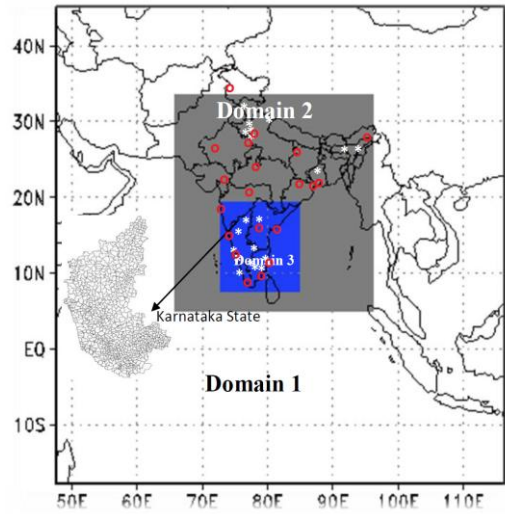 40N
30N
20N
10N
EQ
10S
Domain 2
Domain 3
Karnataka State
Domain 1
50E 60E 70E 80E 90E 100E 110E